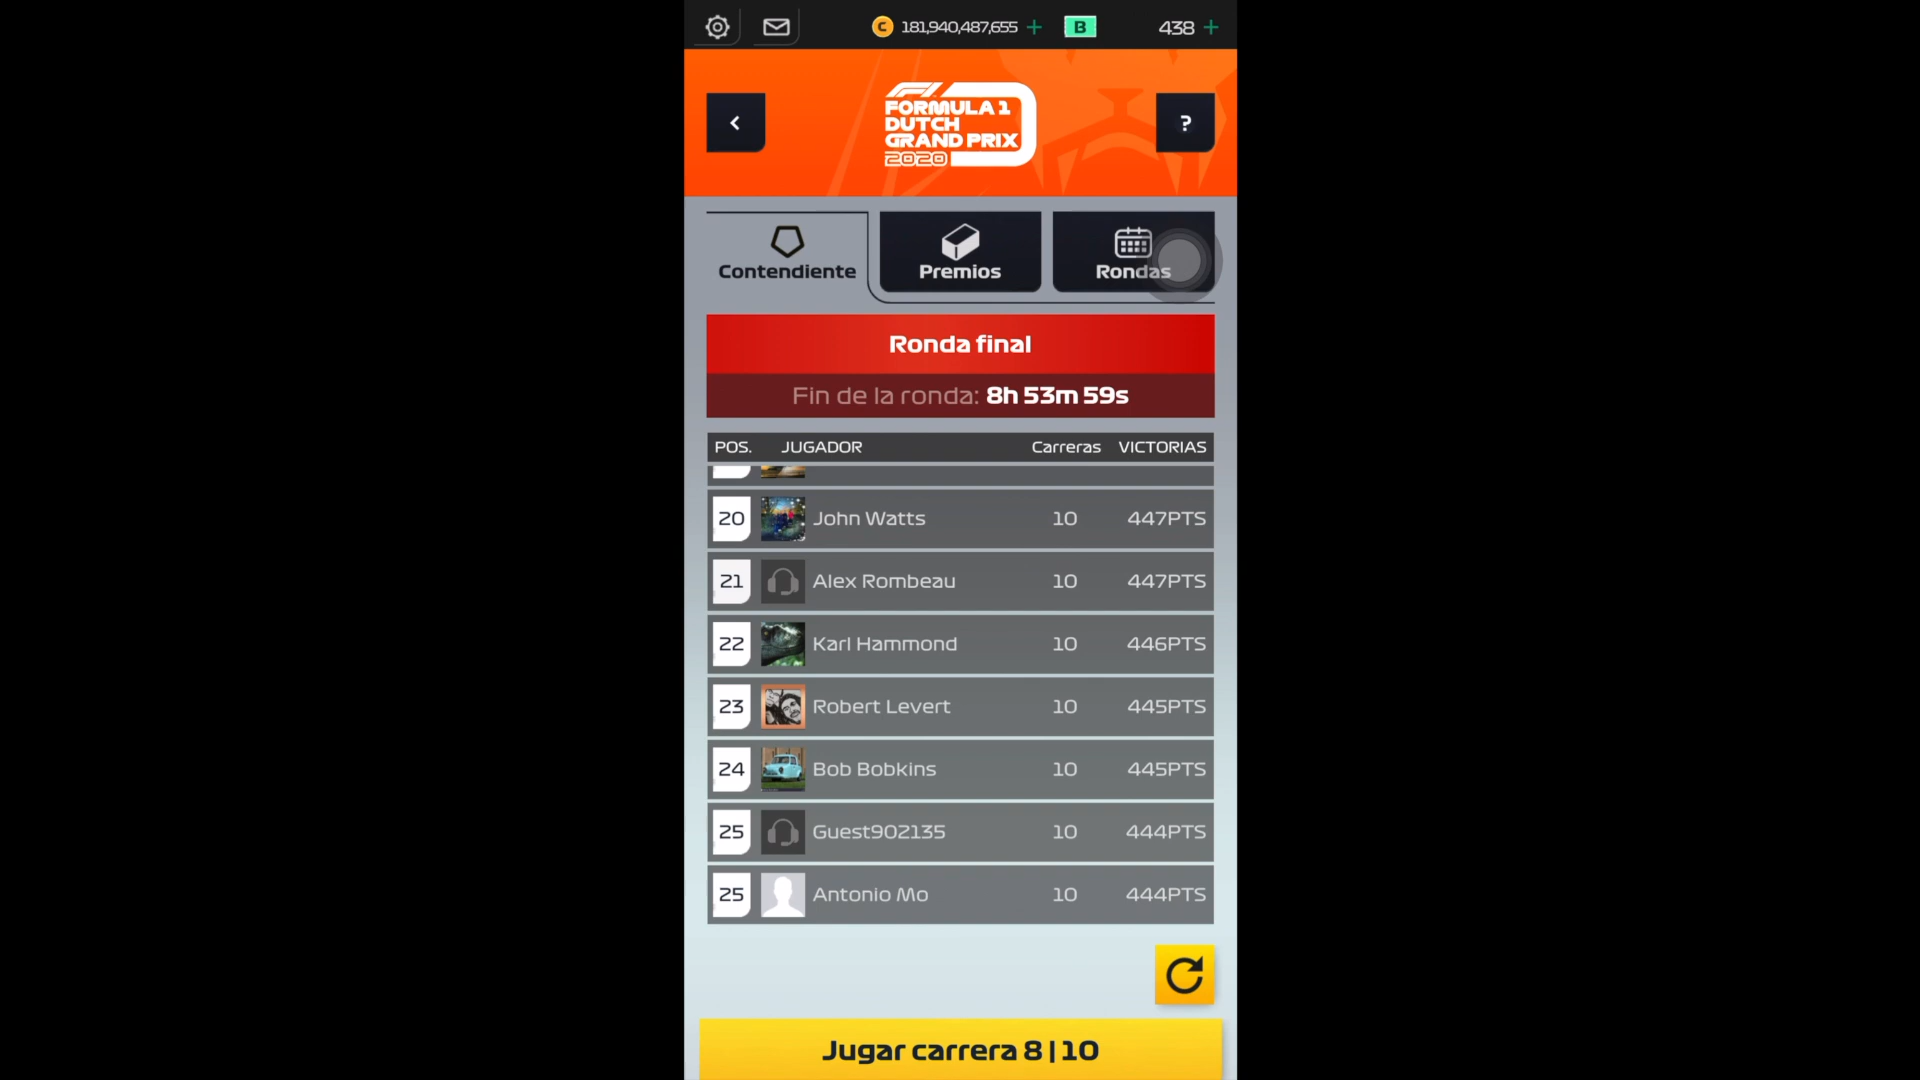 181,940,487,655 + B 438 +
FORMULA 1
DUTCH
GRAND PRIX
2020
< ?
Contendiente Premios Rondas
Ronda final
Fin de la ronda: 8h 53m 59s
POS. JUGADOR Carreras VICTORIAS
20 John Watts 10 447PTS
21 Alex Rombeau 10 447PTS
22 Karl Hammond 10 446PTS
23 Robert Levert 10 445PTS
24 Bob Bobkins 10 445PTS
25 Guest902135 10 444PTS
25 Antonio Mo 10 444PTS
Jugar carrera 8|10